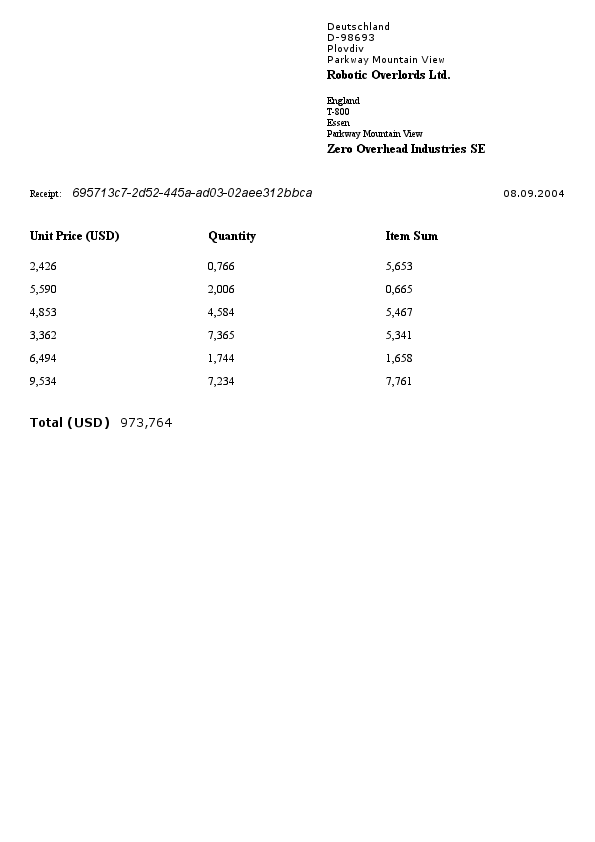 Deutschland
D-98693
Plovdiv
Parkway Mountain View
Robotic Overlords Ltd.
England
T-800
Essen
Parkway Mountain View
Zero Overhead Industries SE
Receipt: 695713c7-2d52-445a-ad03-02aee312bbca 08.09.2004
Unit Price (USD) Quantity Item Sum
2,426 0,766 5,653
5,590 2,006 0,665
4,853 4,584 5,467
3,362 7,365 5,341
6,494 1,744 1,658
9,534 7,234 7,761
Total (USD) 973,764